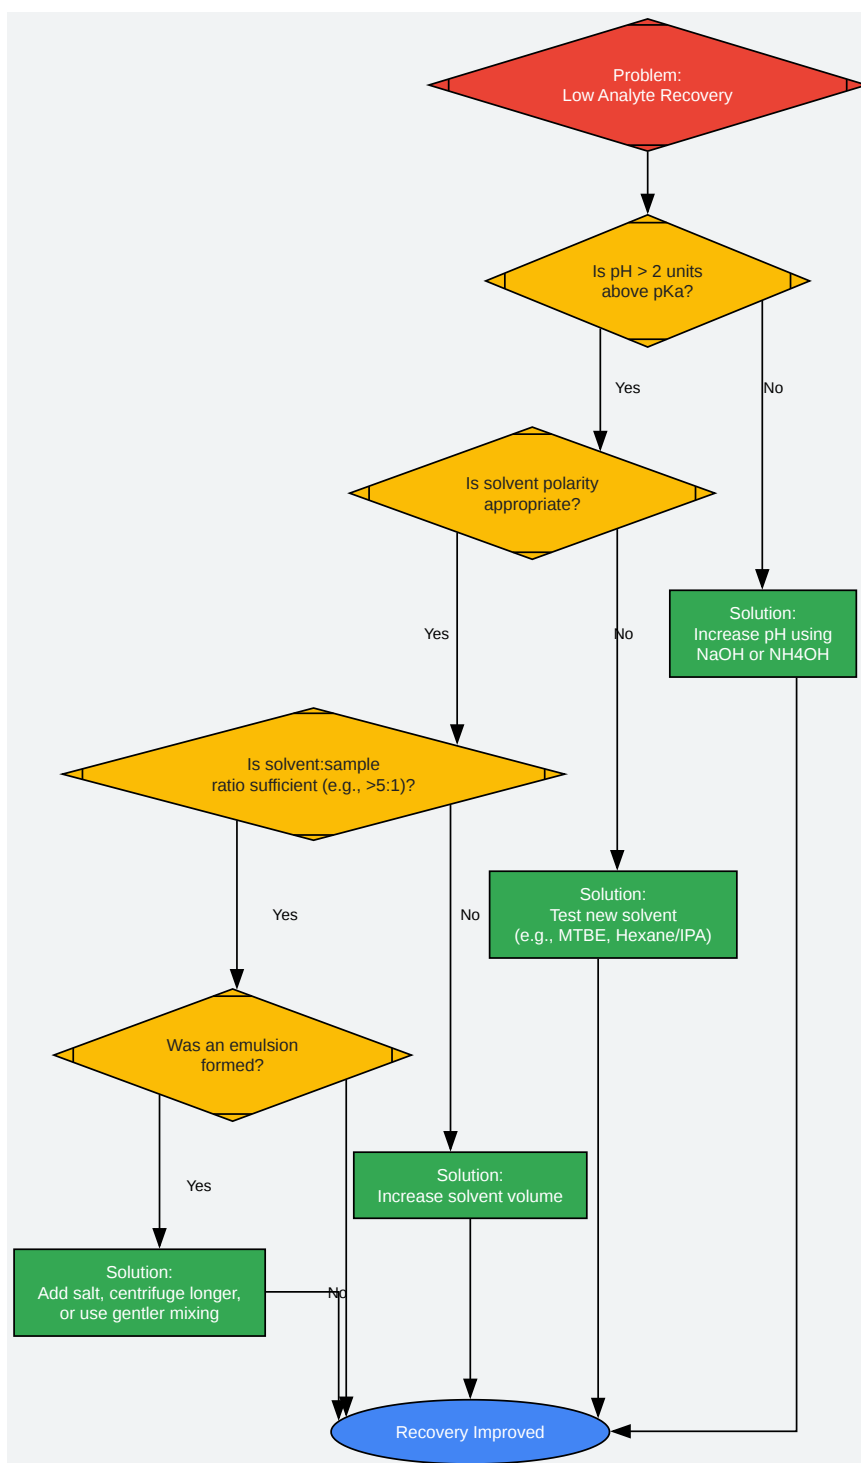 Problem:
Low Analyte Recovery
Is pH > 2 units
above pKa?
Yes
No
Is solvent polarity
appropriate?
Yes
No
Solution:
Increase pH using
NaOH or NH4OH
Is solvent:sample
ratio sufficient (e.g., >5:1)?
Yes
No
Solution:
Test new solvent
(e.g., MTBE, Hexane/IPA)
Was an emulsion
formed?
Yes
No
Solution:
Increase solvent volume
Solution:
Add salt, centrifuge longer,
or use gentler mixing
Recovery Improved